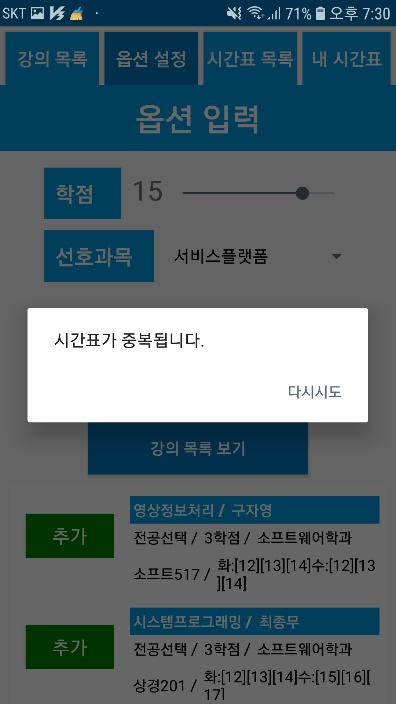 SKT 71% 오후 7:30
강의 목록 옵션 설정 시간표 목록 내 시간표
옵션 입력
학점 15
선호과목 서비스플랫폼
시간표가 중복됩니다.
다시시도
강의 목록 보기
영상정보처리 / 구자영
추가 전공선택 / 3학점 / 소프트웨어학과
소프트517 / 화:[12][13][14]수:[12][13
][14]
시스템프로그래밍 / 최종무
추가 전공선택 / 3학점 / 소프트웨어학과
상경201 / 화:[12][13][14]수:[15][16][
17]